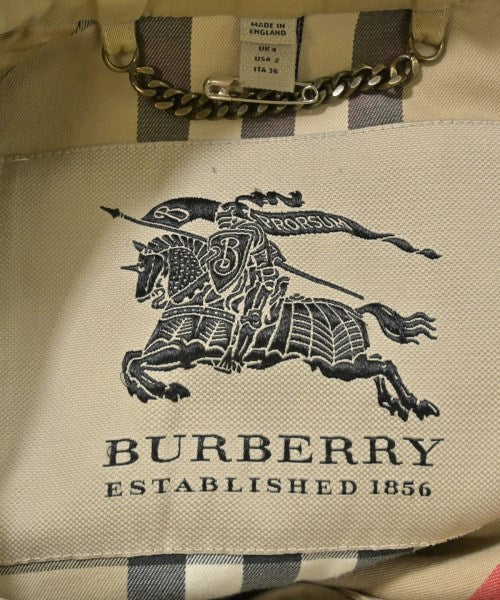 MADE IN
ENGLAND
UK 4
USA 2
ITA 36
B
PRORSUM
B
BURBERRY
ESTABLISHED 1856